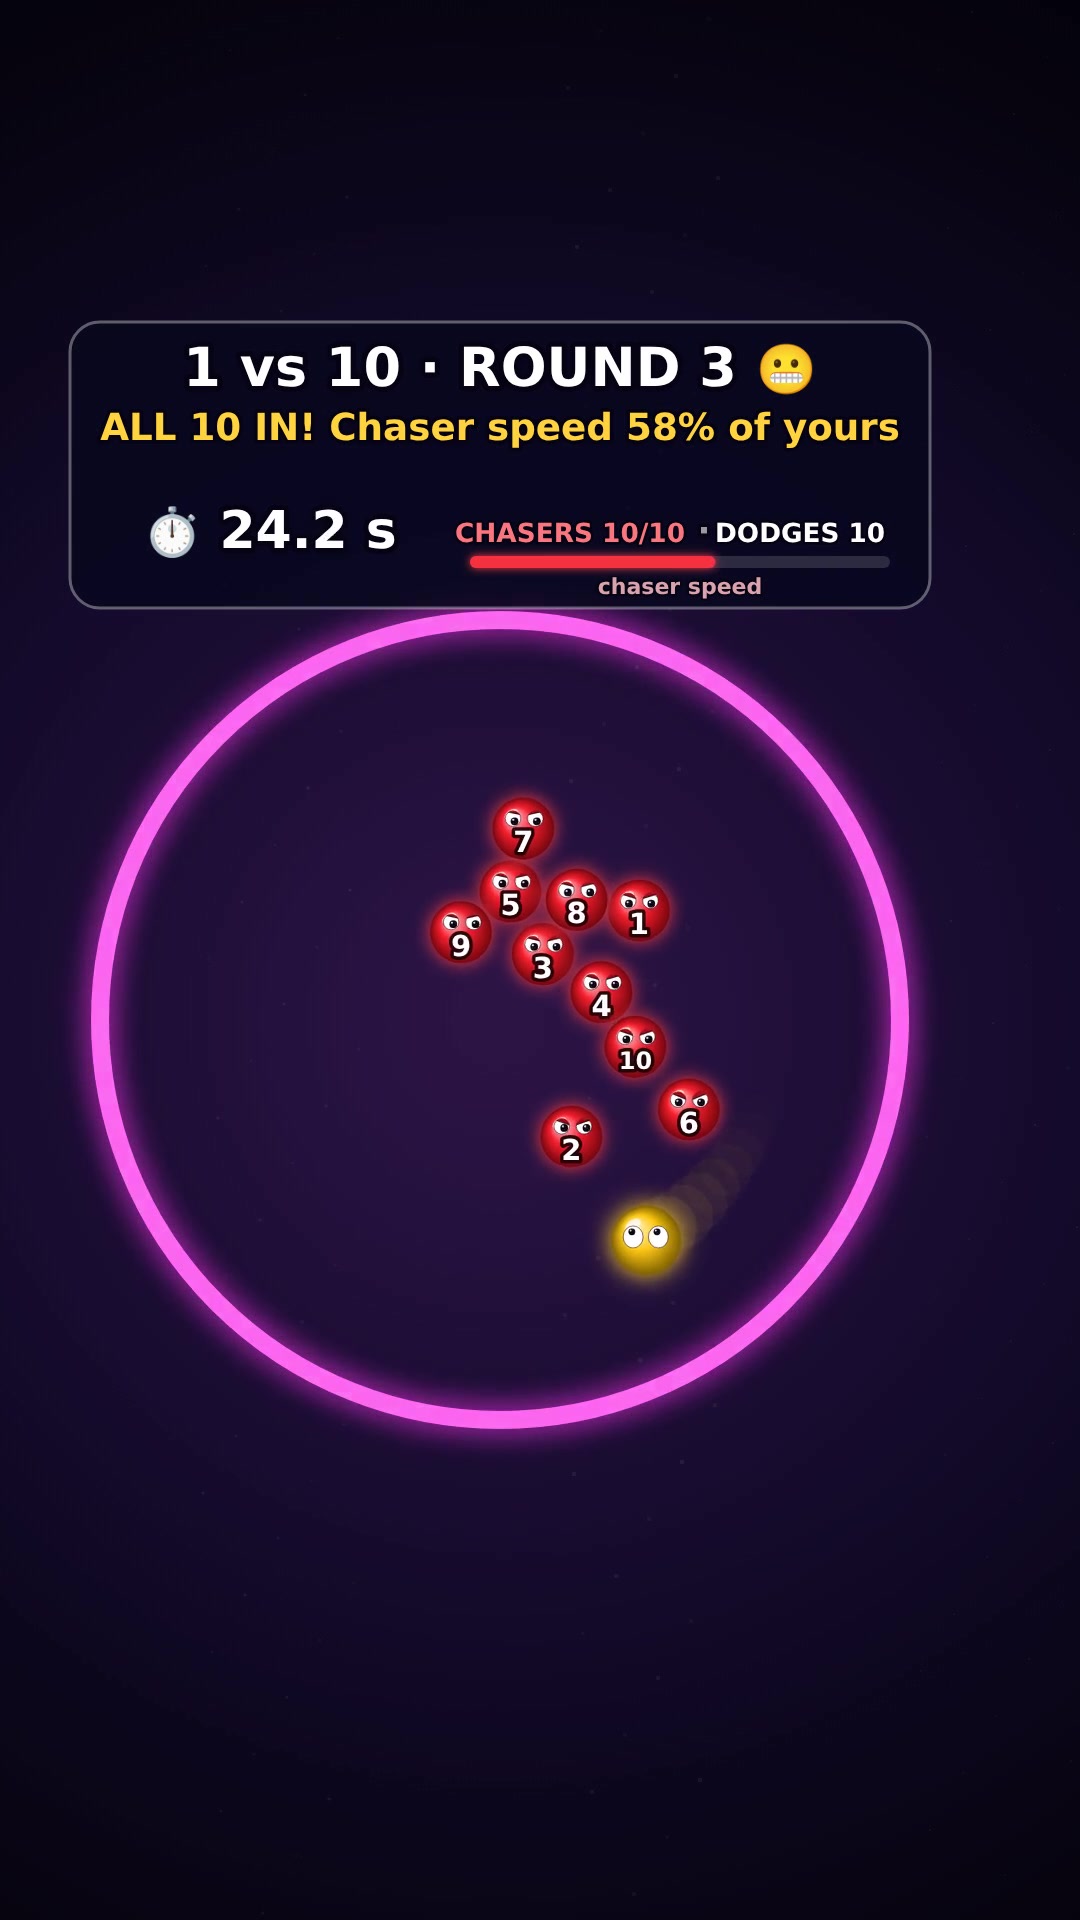 1 vs 10 · ROUND 3 😬
ALL 10 IN! Chaser speed 58% of yours
⏱️ 24.2 s
CHASERS 10/10 · DODGES 10
chaser speed
7
5
8
1
9
3
4
10
6
2